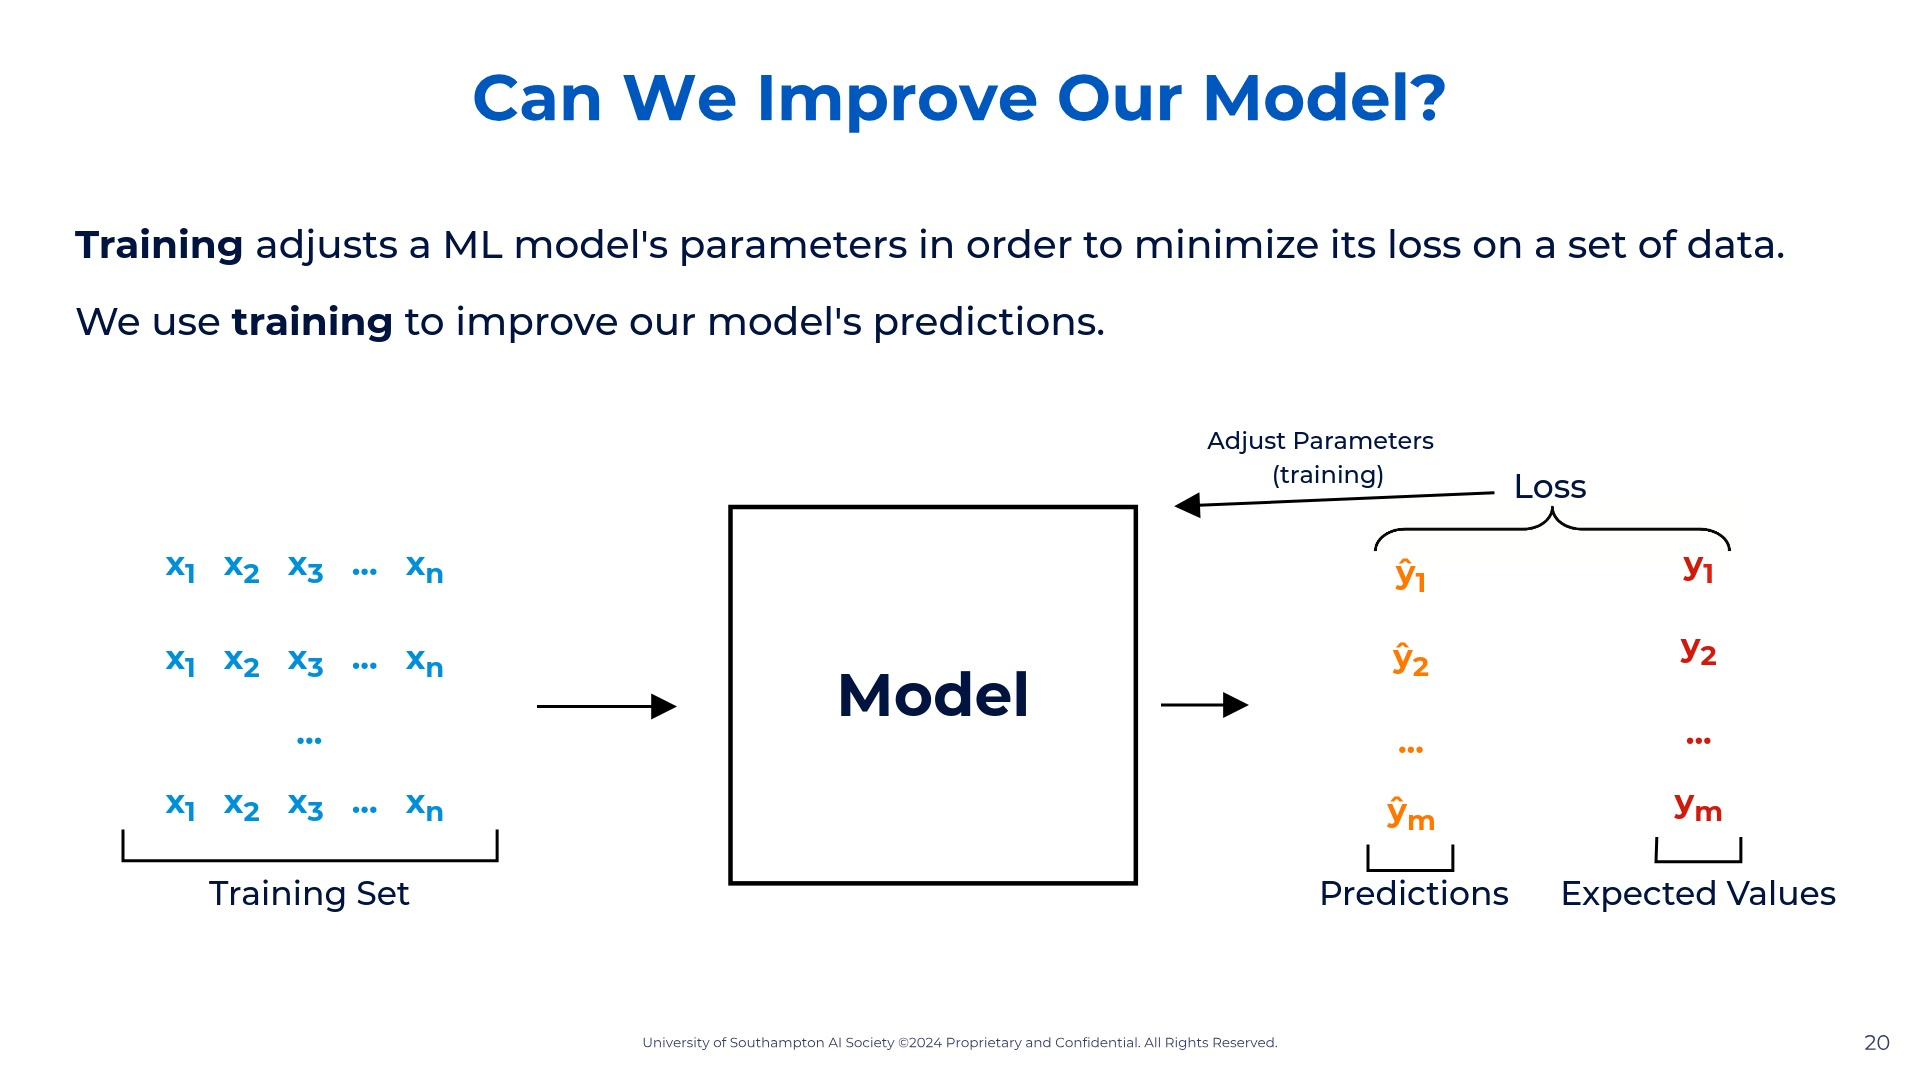 Can We Improve Our Model?
Training adjusts a ML model's parameters in order to minimize its loss on a set of data.
We use training to improve our model's predictions.
Adjust Parameters
(training)
Loss
x₁ x₂ x₃ ... xₙ
x₁ x₂ x₃ ... xₙ
...
x₁ x₂ x₃ ... xₙ
Training Set
Model
ŷ₁
ŷ₂
...
ŷₘ
Predictions
y₁
y₂
...
yₘ
Expected Values
University of Southampton AI Society ©2024 Proprietary and Confidential. All Rights Reserved.
20